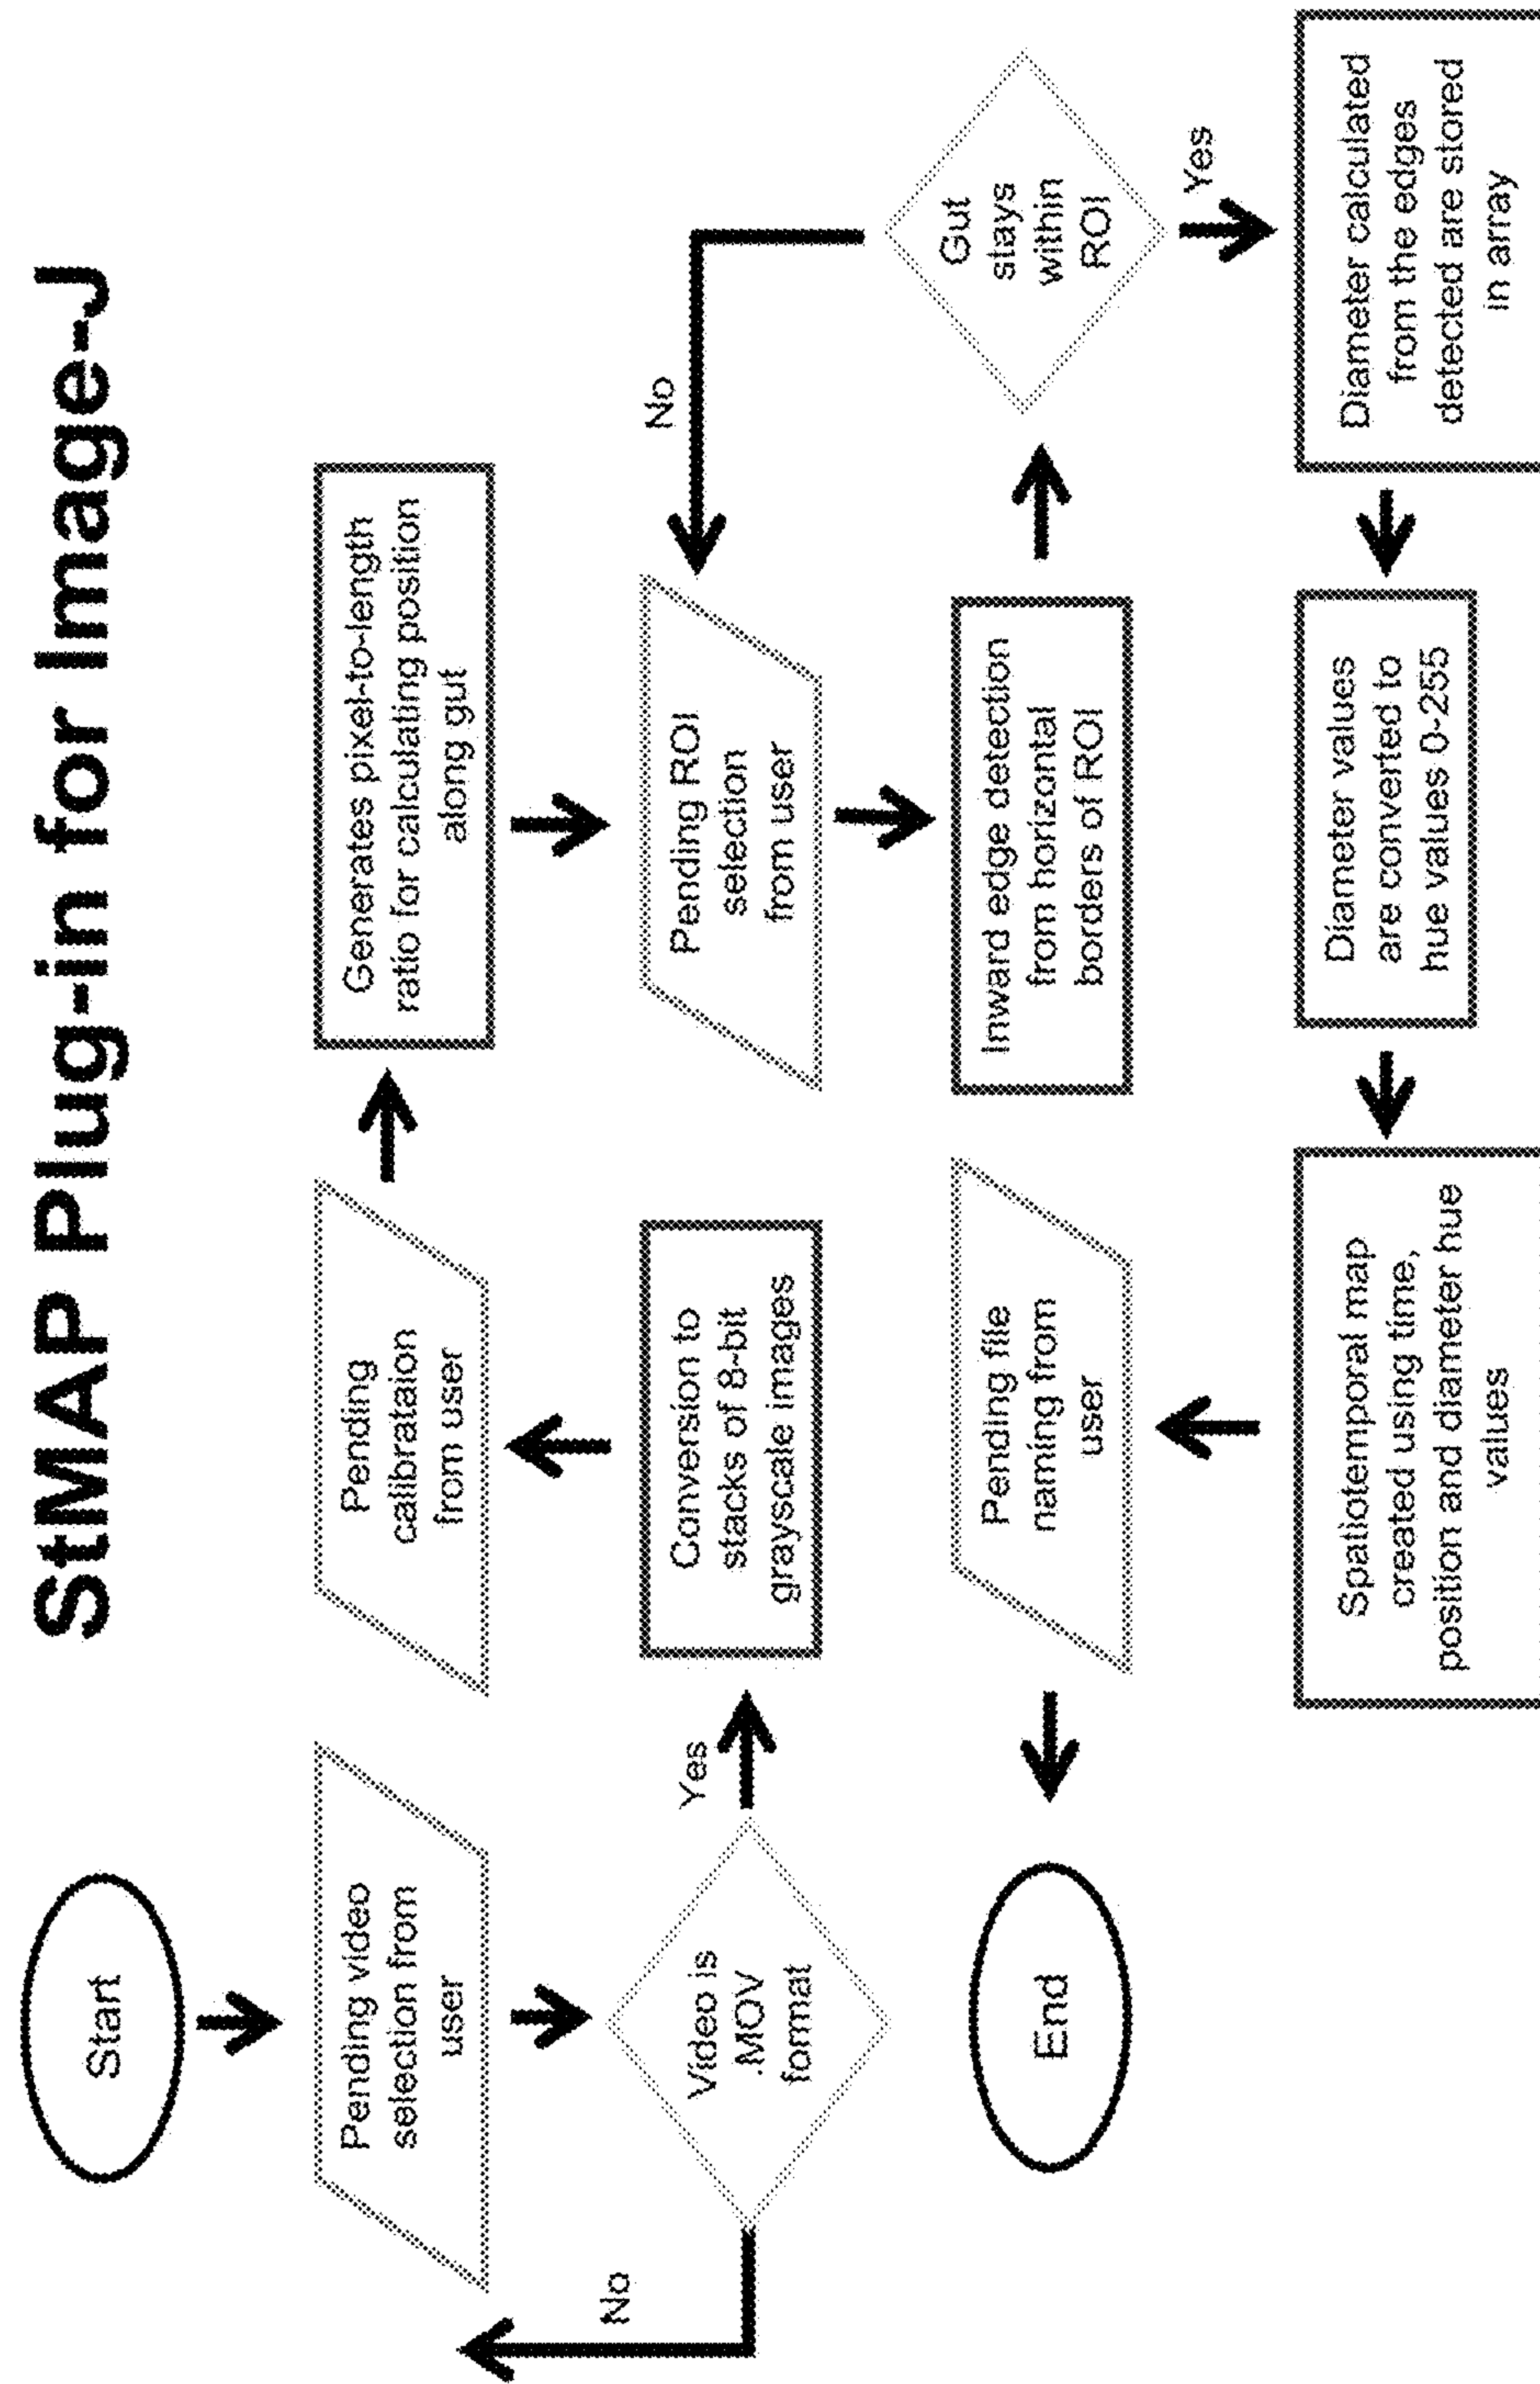 StMAP Plug-in for Image-J
Start
Pending video
selection from
user
Video is
.MOV
format
No
Yes
Conversion to
stacks of 8-bit
grayscale images
Pending
calibrataion
from user
Generates pixel-to-length
ratio for calculating position
along gut
Pending ROI
selection
from user
Inward edge detection
from horizontal
borders of ROI
Gut
stays
within
ROI
No
Yes
Diameter calculated
from the edges
detected are stored
in array
Diameter values
are converted to
hue values 0-255
Spatiotemporal map
created using time,
position and diameter hue
values
Pending file
naming from
user
End